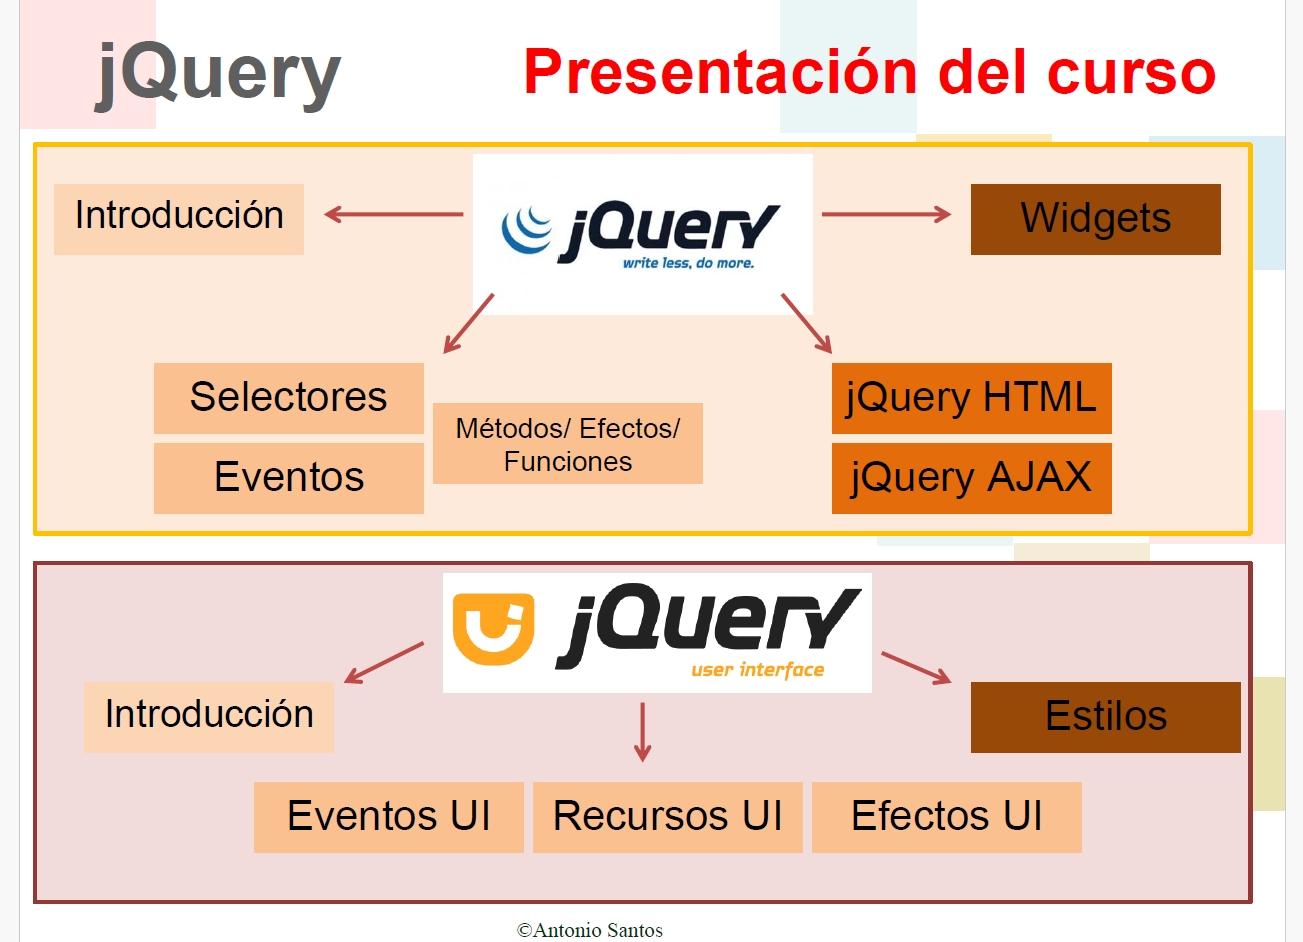 jQuery
Presentación del curso
Introducción
jQuery
write less, do more.
Widgets
Selectores
Eventos
Métodos/ Efectos/
Funciones
jQuery HTML
jQuery AJAX
jQuery
user interface
Introducción
Estilos
Eventos UI
Recursos UI
Efectos UI
©Antonio Santos